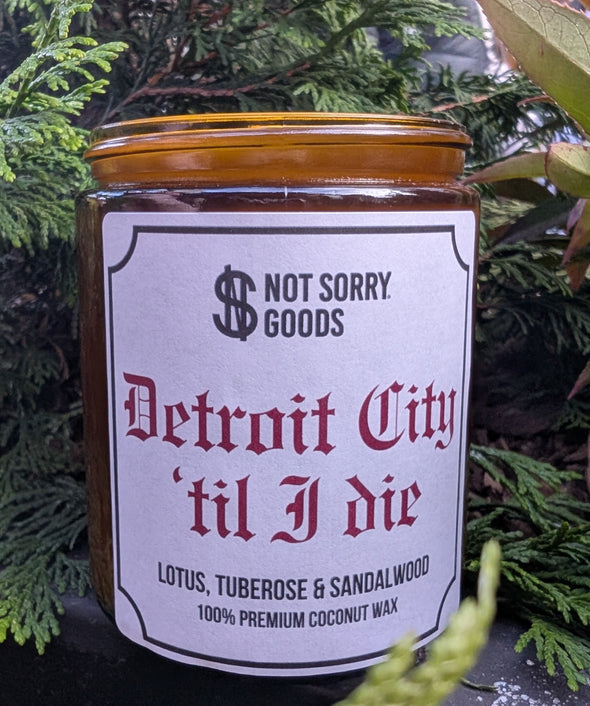 NOT SORRY
GOODS
Detroit City
‘til I die
LOTUS, TUBEROSE & SANDALWOOD
100% PREMIUM COCONUT WAX